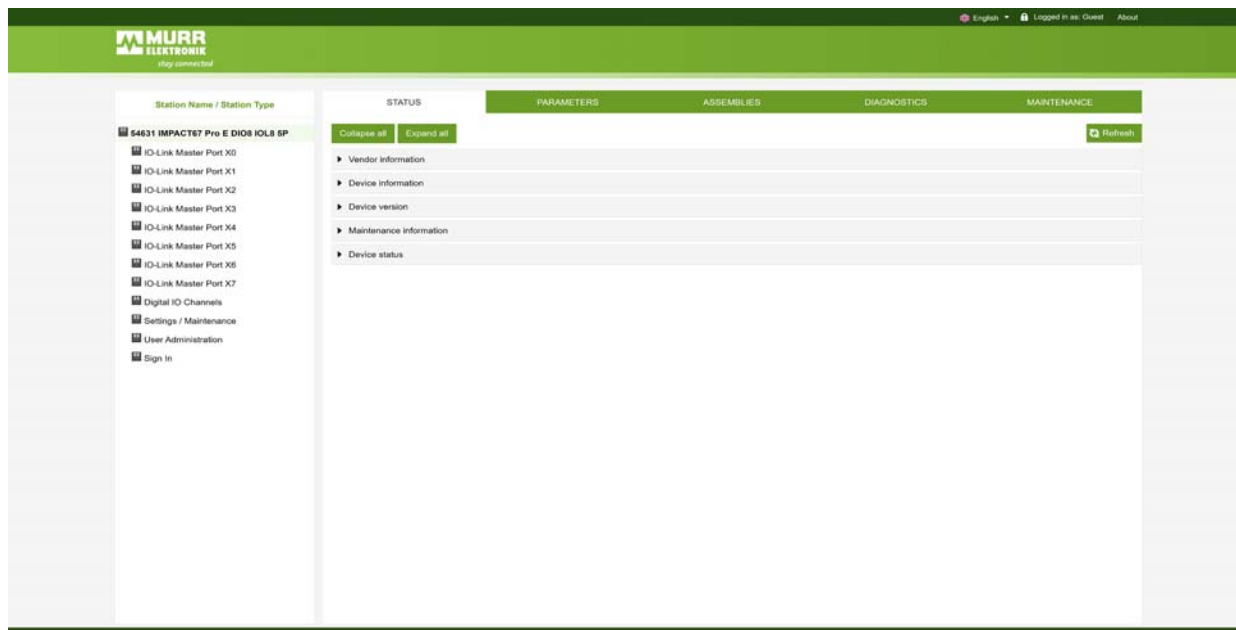 English Logged in as: Guest About
MURR
ELEKTRONIK
stay connected
Station Name / Station Type
STATUS PARAMETERS ASSEMBLIES DIAGNOSTICS MAINTENANCE
54631 IMPACT67 Pro E DIO8 IOL8 5P
Collapse all Expand all Refresh
IO-Link Master Port X0
IO-Link Master Port X1
IO-Link Master Port X2
IO-Link Master Port X3
IO-Link Master Port X4
IO-Link Master Port X5
IO-Link Master Port X6
IO-Link Master Port X7
Digital IO Channels
Settings / Maintenance
User Administration
Sign In
Vendor information
Device information
Device version
Maintenance information
Device status